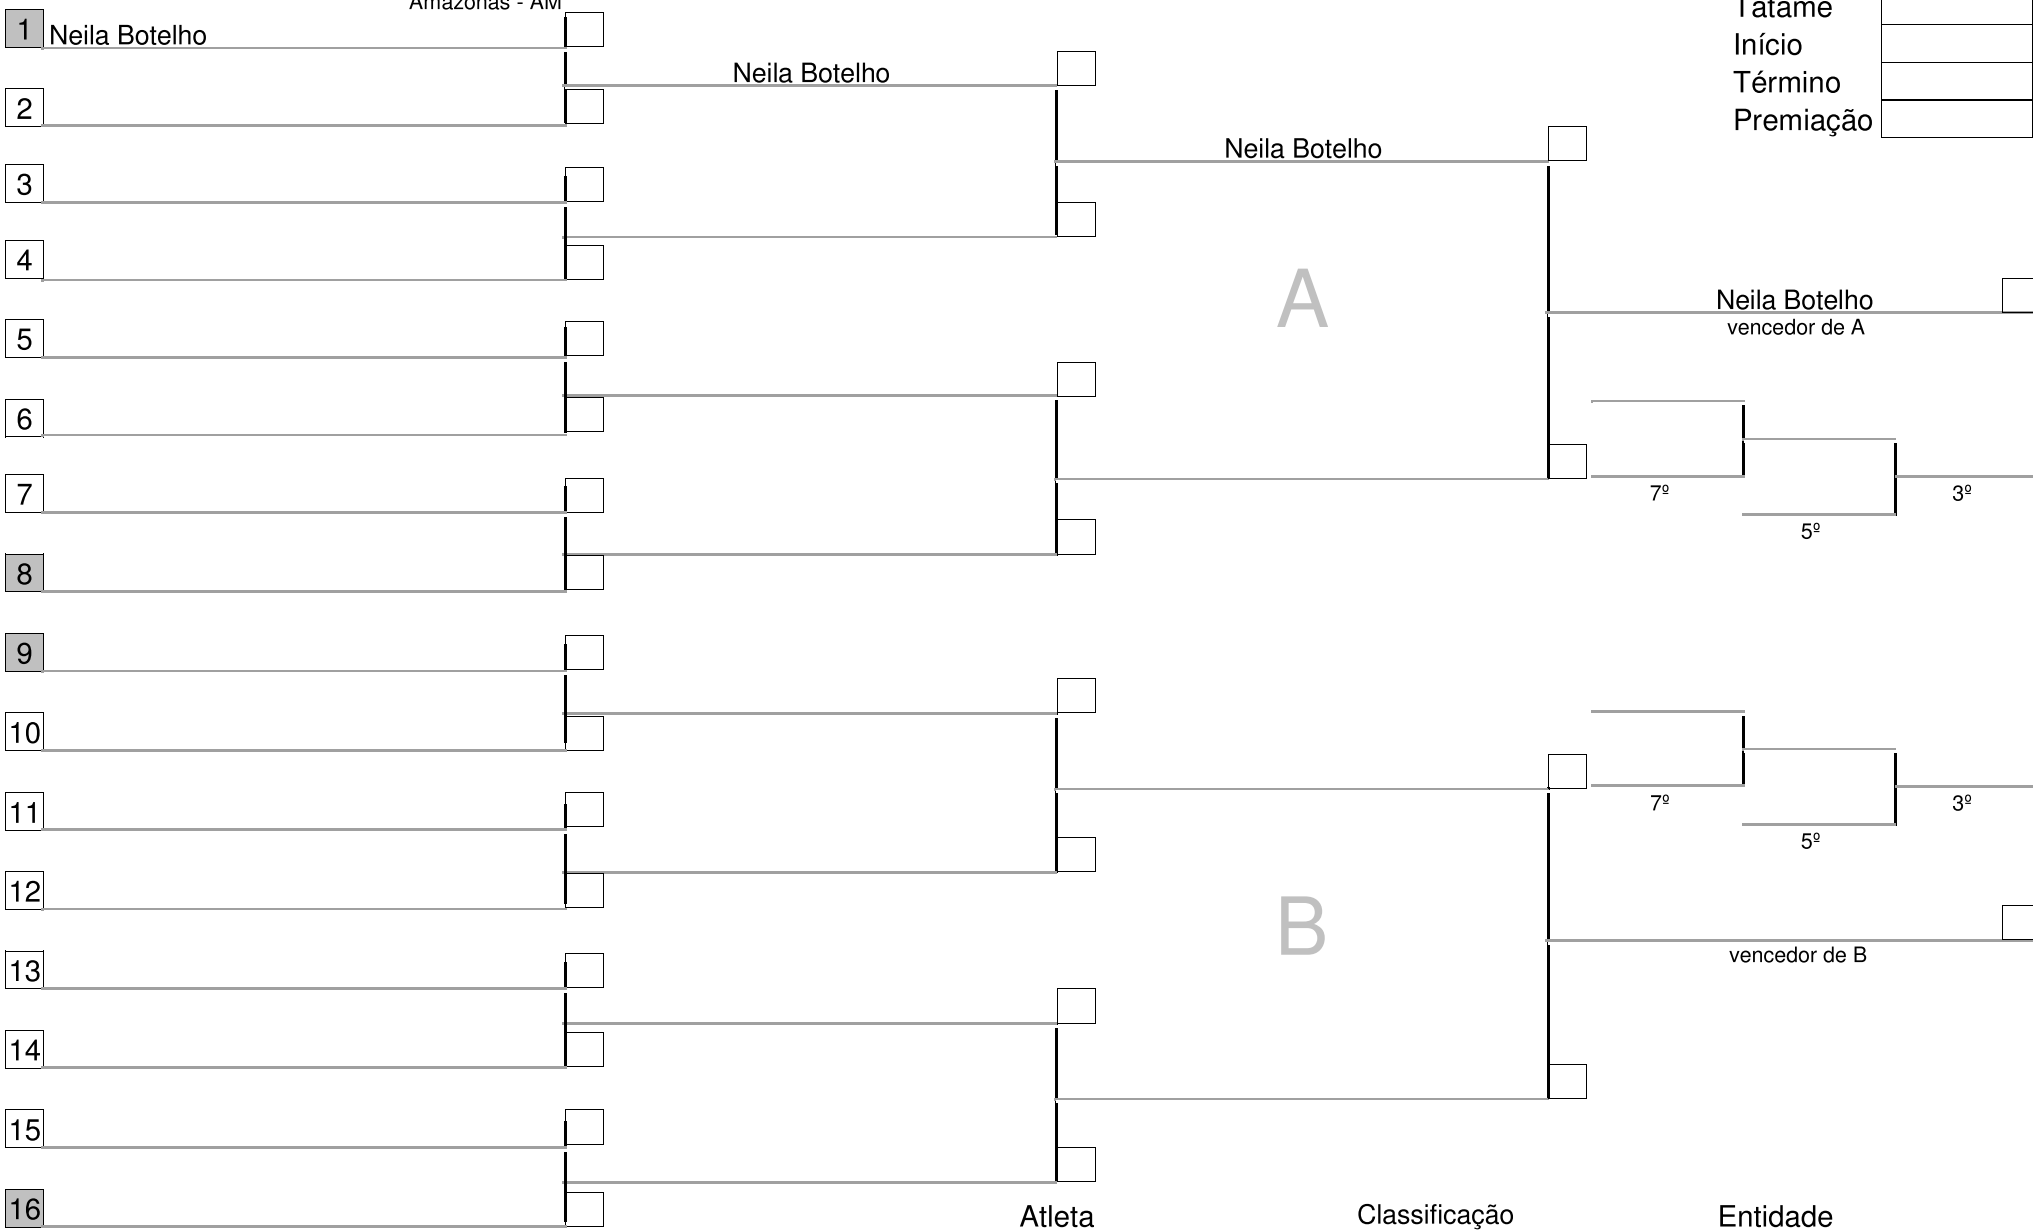 Amazonas - AM
Tatame
1 Neila Botelho
Início
Neila Botelho
Término
2
Premiação
Neila Botelho
3
4
A
Neila Botelho
vencedor de A
5
6
7
7º
3º
5º
8
9
10
11
7º
3º
5º
12
B
vencedor de B
13
14
15
16
Atleta
Classificação
Entidade